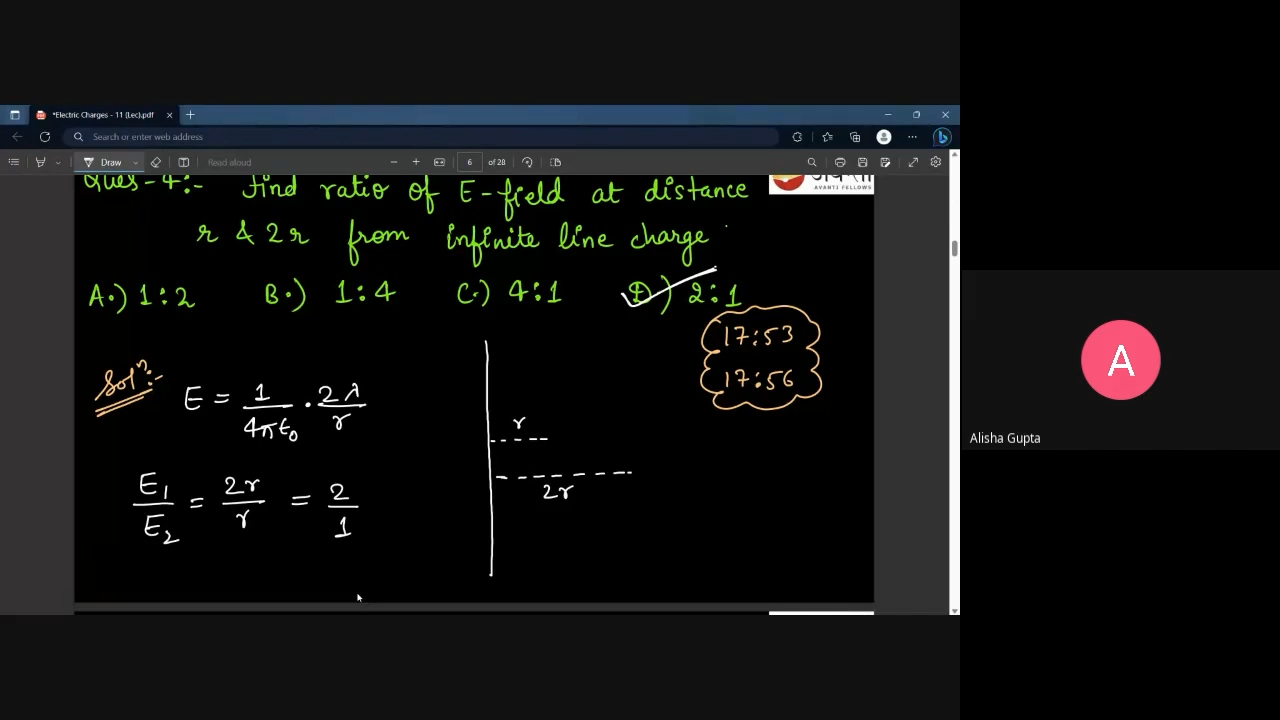 *Electric Charges - 11 (Lec).pdf
Search or enter web address
Draw
Read aloud
6 of 28
Ques-4:- Find ratio of E-field at distance
r & 2r from infinite line charge
AVANTI FELLOWS
A.) 1:2 B.) 1:4 C.) 4:1 D.) 2:1
17:53
17:56
Solⁿ:-
E = 1/4πε₀ · 2λ/r
r
2r
E₁/E₂ = 2r/r = 2/1
A
Alisha Gupta